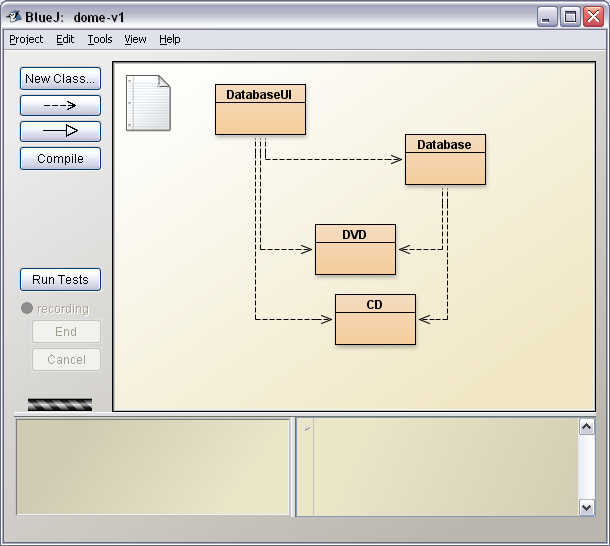 BlueJ: dome-v1
Project Edit Tools View Help
New Class...
Compile
Run Tests
recording
End
Cancel
DatabaseUI
Database
DVD
CD